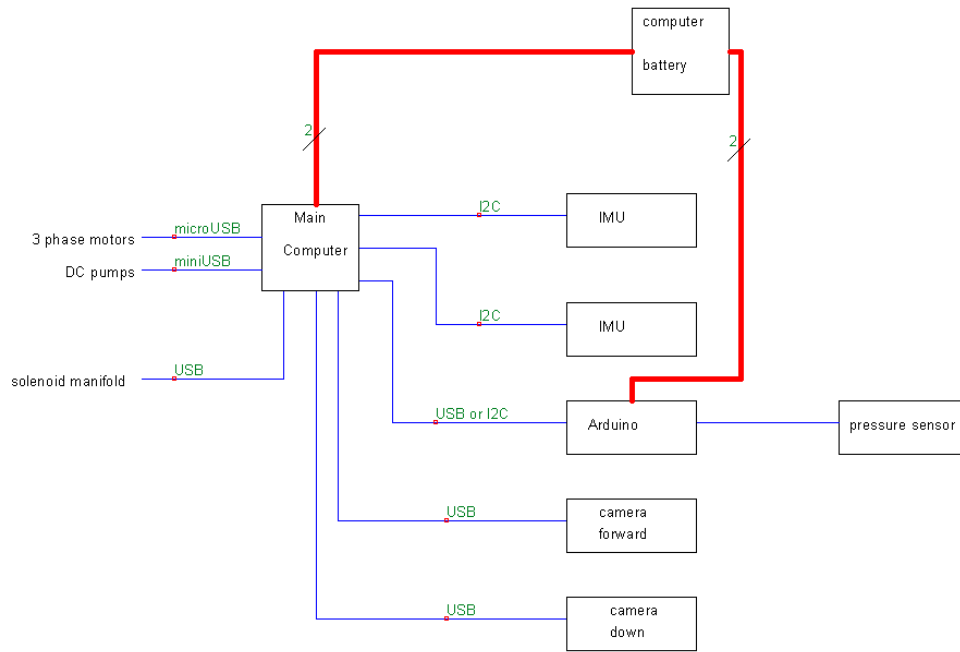 computer
battery
2
2
Main
Computer
I2C
IMU
microUSB
3 phase motors
miniUSB
DC pumps
I2C
IMU
USB
solenoid manifold
USB or I2C
Arduino
pressure sensor
USB
camera
forward
USB
camera
down